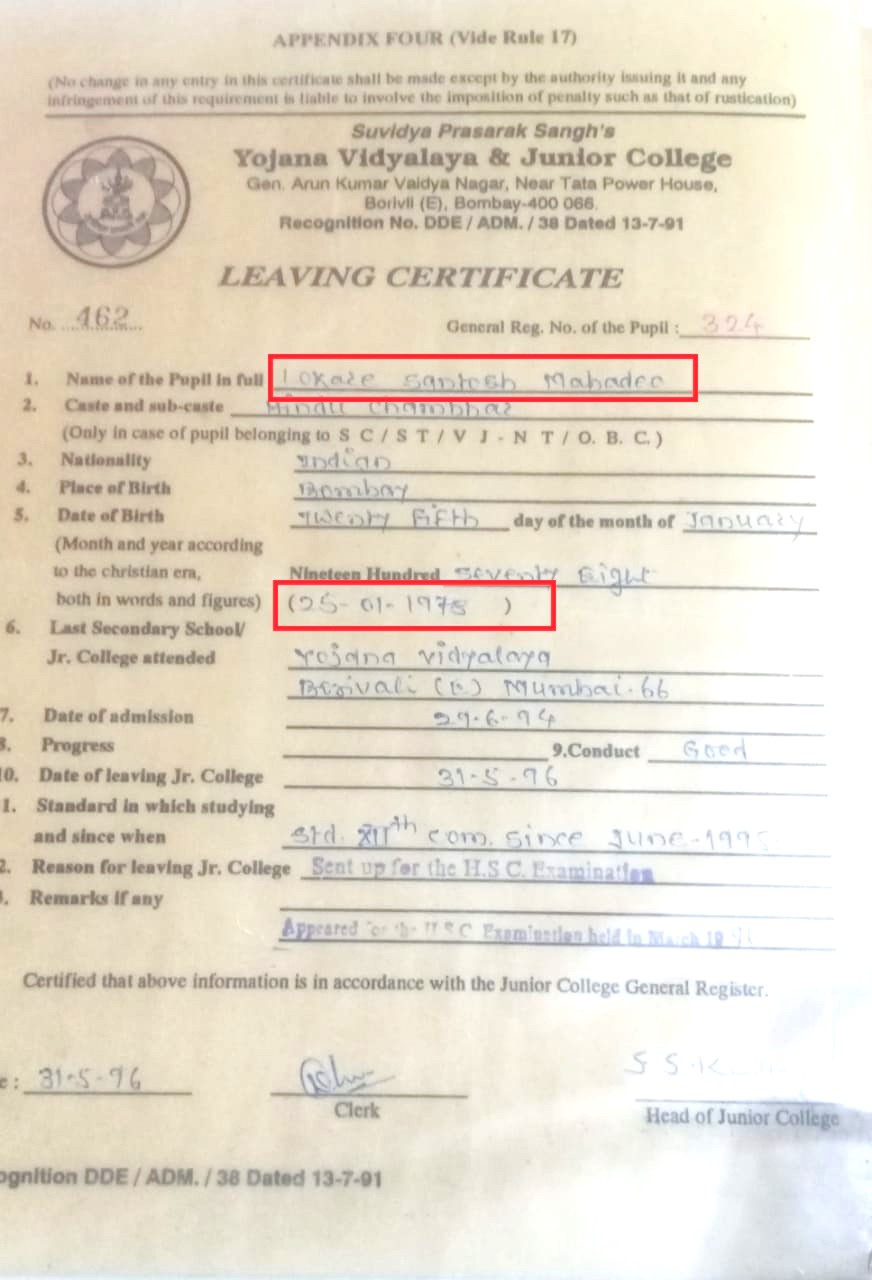 APPENDIX FOUR (Vide Rule 17)
(No change in any entry in this certificate shall be made except by the authority issuing it and any
infringement of this requirement is liable to involve the imposition of penalty such as that of rustication)
Suvidya Prasarak Sangh's
Yojana Vidyalaya & Junior College
Gen. Arun Kumar Vaidya Nagar, Near Tata Power House,
Borivli (E), Bombay-400 066.
Recognition No. DDE / ADM. / 38 Dated 13-7-91
LEAVING CERTIFICATE
No. 462 General Reg. No. of the Pupil : 324
1. Name of the Pupil in full Lokare Santosh Mahadeo
2. Caste and sub-caste Hindu Chambhar
(Only in case of pupil belonging to S C / S T / V J - N T / O. B. C.)
3. Nationality Indian
4. Place of Birth Bombay
5. Date of Birth Twenty Fifth day of the month of January
(Month and year according
to the christian era, Nineteen Hundred Seventy Eight
both in words and figures) (25-01-1978 )
6. Last Secondary School/
Jr. College attended Yojana Vidyalaya
Borivali (E) Mumbai-66
7. Date of admission 29-6-94
8. Progress 9.Conduct Good
10. Date of leaving Jr. College 31-5-96
1. Standard in which studying
and since when Std. XIIth com. since June-1995
2. Reason for leaving Jr. College Sent up for the H.S C. Examination
. Remarks if any
Appeared for the H S C Examination held in March 19
Certified that above information is in accordance with the Junior College General Register.
e : 31-5-96
Clerk
Head of Junior College
ognition DDE / ADM. / 38 Dated 13-7-91